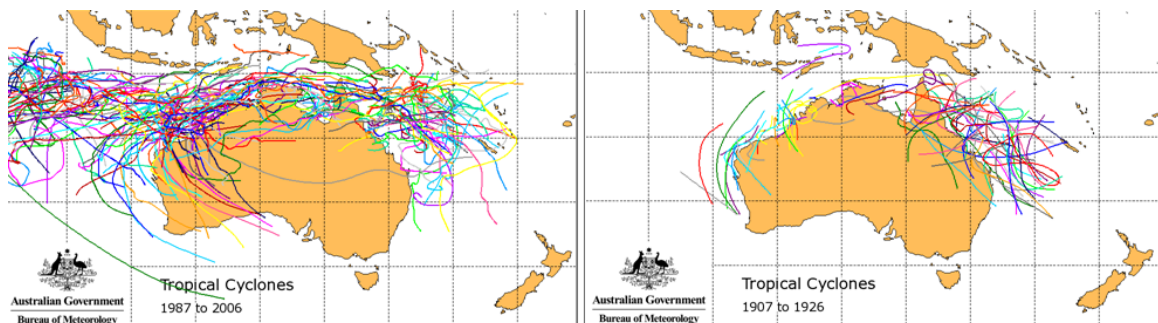 Tropical Cyclones
1987 to 2006
Australian Government
Bureau of Meteorology
Tropical Cyclones
1907 to 1926
Australian Government
Bureau of Meteorology